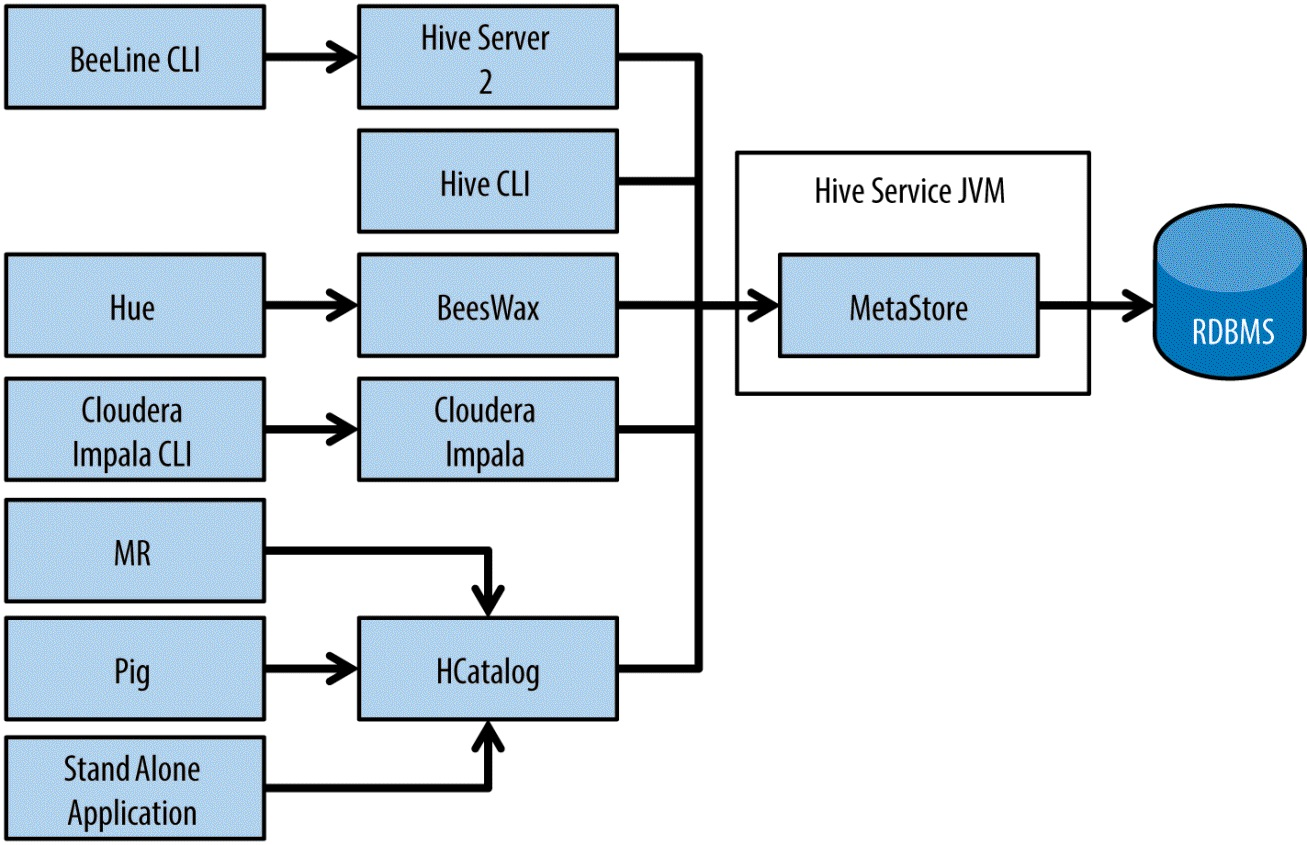 BeeLine CLI
Hive Server
2
Hive CLI
Hive Service JVM
Hue
BeesWax
MetaStore
RDBMS
Cloudera
Impala CLI
Cloudera
Impala
MR
Pig
HCatalog
Stand Alone
Application